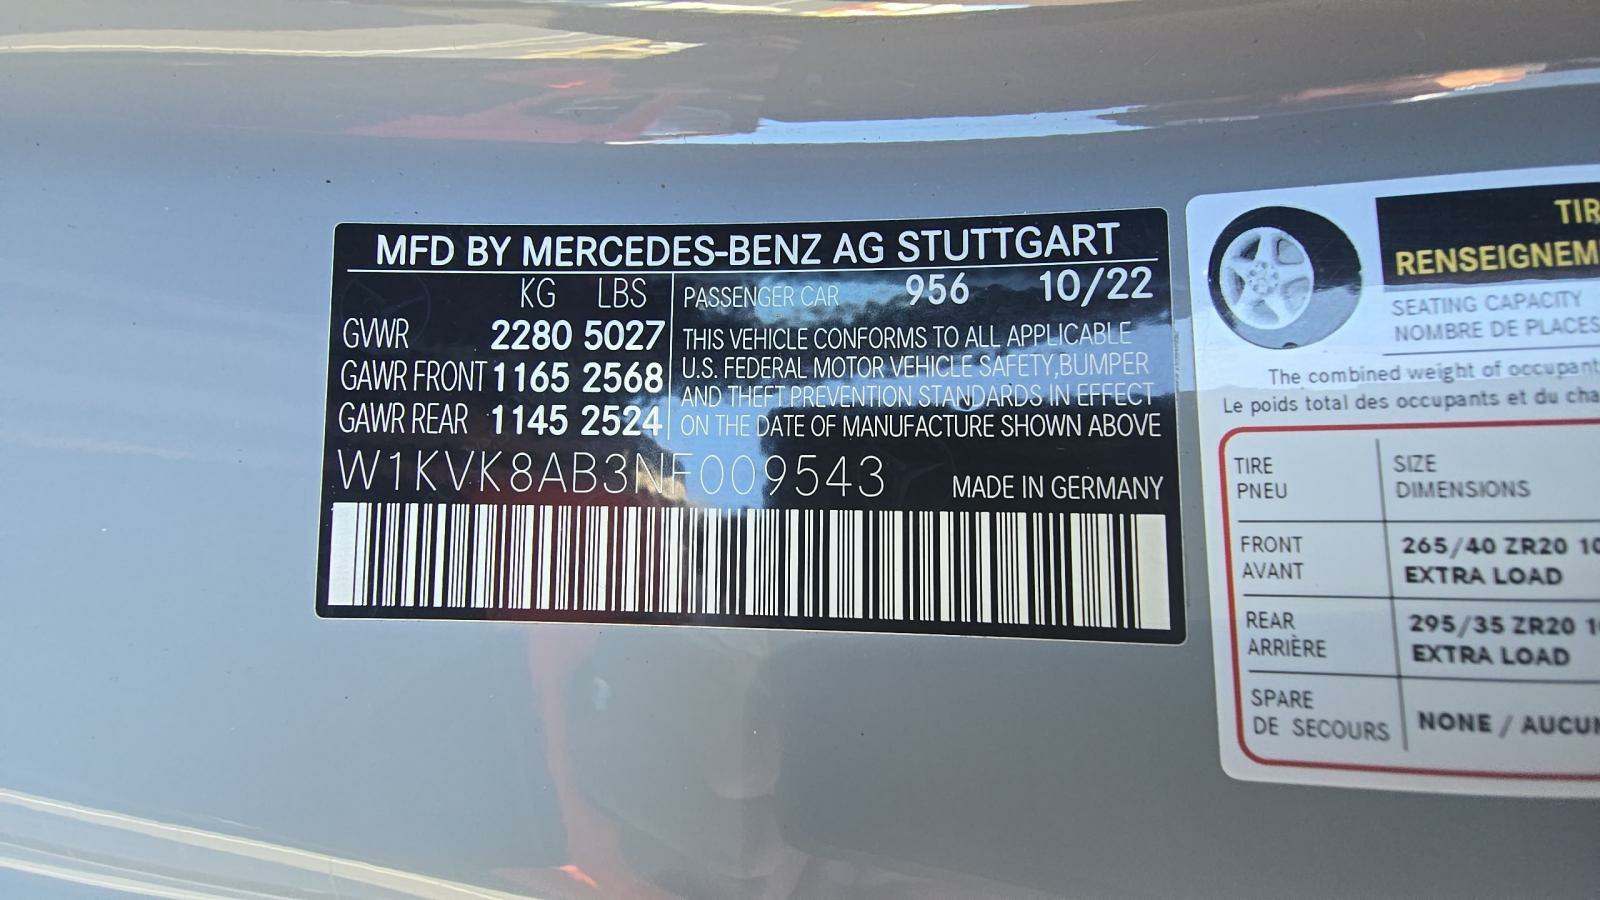 MFD BY MERCEDES-BENZ AG STUTTGART
KG LBS
GVWR 2280 5027
GAWR FRONT 1165 2568
GAWR REAR 1145 2524
PASSENGER CAR 956 10/22
THIS VEHICLE CONFORMS TO ALL APPLICABLE
U.S. FEDERAL MOTOR VEHICLE SAFETY,BUMPER
AND THEFT PREVENTION STANDARDS IN EFFECT
ON THE DATE OF MANUFACTURE SHOWN ABOVE
W1KVK8AB3NF009543
MADE IN GERMANY
TIR
RENSEIGNEM
SEATING CAPACITY
NOMBRE DE PLACES
The combined weight of occupant
Le poids total des occupants et du cha
TIRE SIZE
PNEU DIMENSIONS
FRONT 265/40 ZR20 10
AVANT EXTRA LOAD
REAR 295/35 ZR20 1
ARRIÈRE EXTRA LOAD
SPARE
DE SECOURS NONE / AUCUN